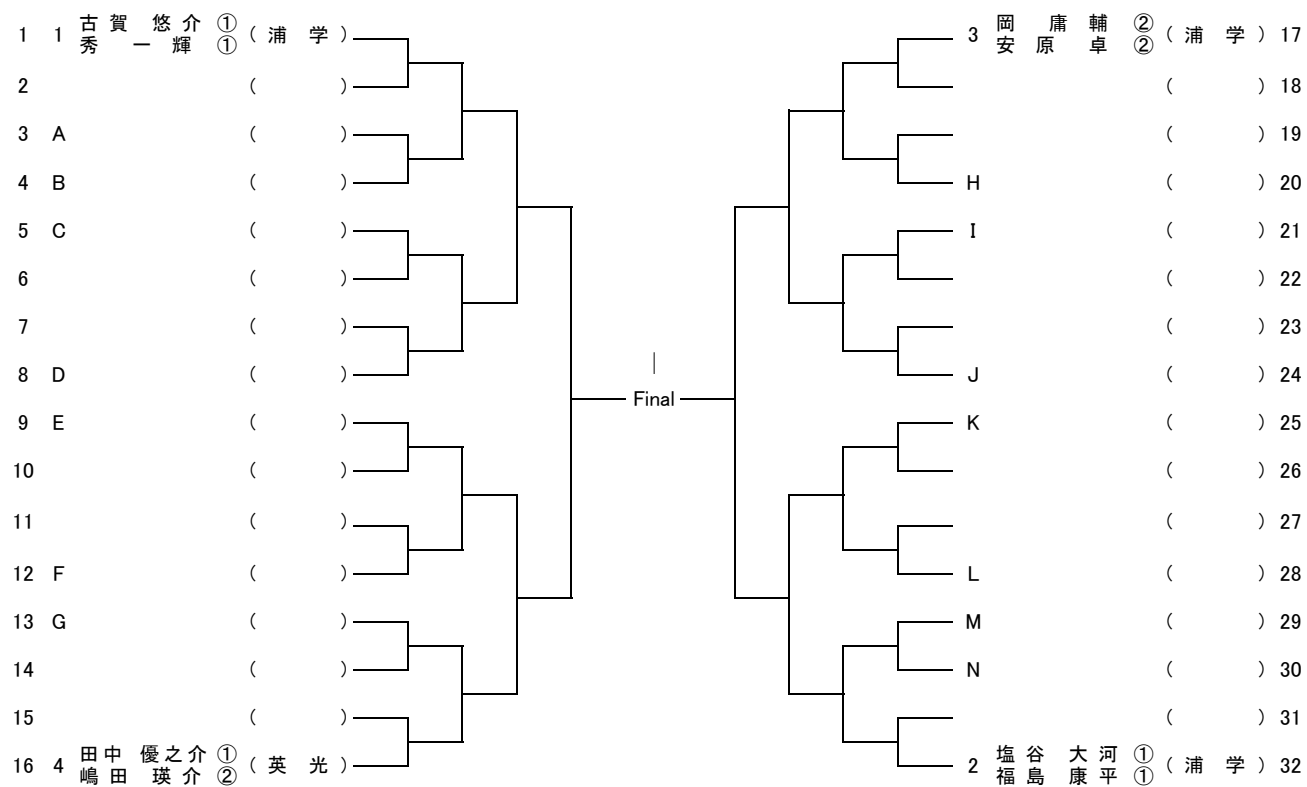 1 1 古賀 悠介 ① (浦学)
秀 一輝 ①
2 ( )
3 A ( )
4 B ( )
5 C ( )
6 ( )
7 ( )
8 D ( )
9 E ( )
10 ( )
11 ( )
12 F ( )
13 G ( )
14 ( )
15 ( )
16 4 田中 優之介 ① (英光)
嶋田 瑛介 ②
Final
3 岡 庸輔 ② (浦学) 17
安原 卓 ②
( ) 18
( ) 19
H ( ) 20
I ( ) 21
( ) 22
( ) 23
J ( ) 24
K ( ) 25
( ) 26
( ) 27
L ( ) 28
M ( ) 29
N ( ) 30
( ) 31
2 塩谷 大河 ① (浦学) 32
福島 康平 ①